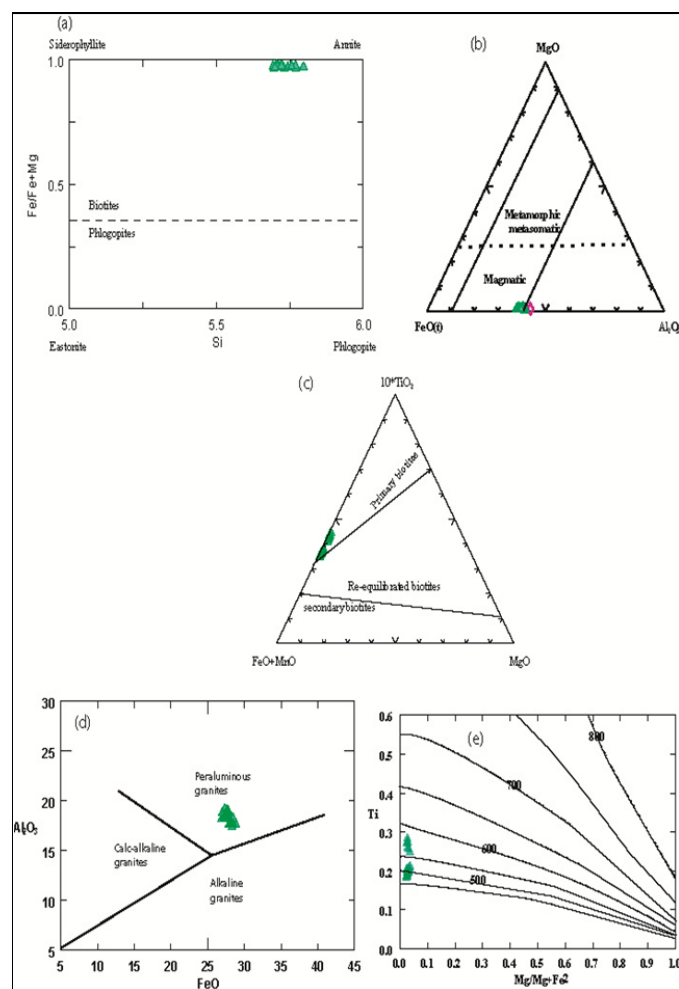 (a)
Siderophyllite Annite
1.0
Fe/Fe+Mg
0.5
Biotites
Phlogopites
0.0
5.0 5.5 6.0
Si
Eastonite Phlogopite
(b)
MgO
Metamorphic
metasomatic
Magmatic
FeO(t)
(c)
10*TiO₂
Primary biotites
Re-equilibrated biotites
secondary biotites
FeO+MnO MgO
(d)
30
25
20
15
10
5
Peraluminous
granites
Calc-alkaline
granites
Alkaline
granites
5 10 15 20 25 30 35 40 45
FeO
(e)
0.6
Ti
0.5
0.4
0.3
0.2
0.1
0.0
800
700
600
500
0.0 0.1 0.2 0.3 0.4 0.5 0.6 0.7 0.8 0.9 1.0
Mg/Mg+Fe²